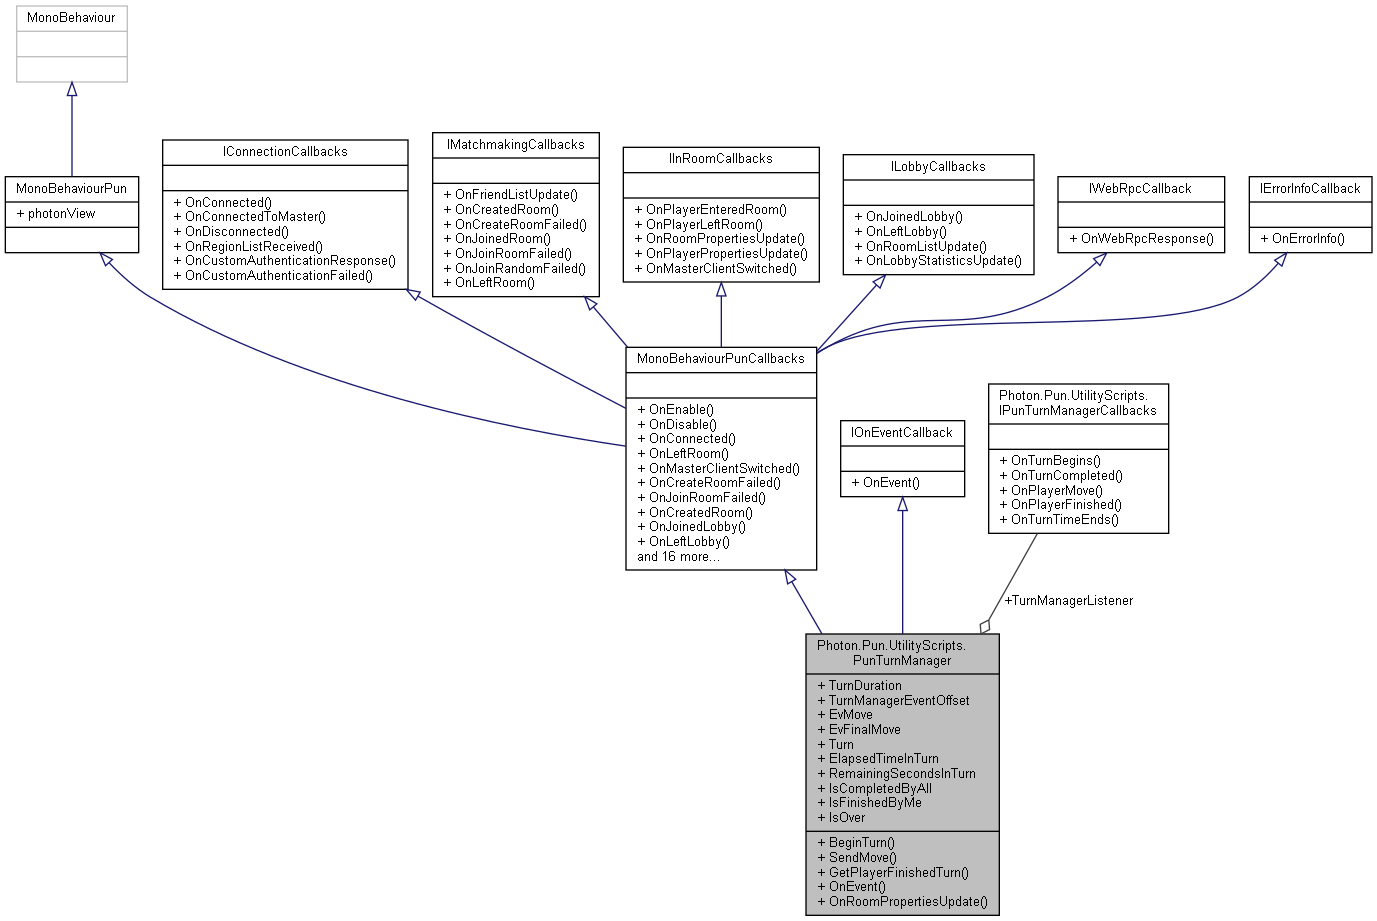 MonoBehaviour
MonoBehaviourPun
+ photonView
IConnectionCallbacks
+ OnConnected()
+ OnConnectedToMaster()
+ OnDisconnected()
+ OnRegionListReceived()
+ OnCustomAuthenticationResponse()
+ OnCustomAuthenticationFailed()
IMatchmakingCallbacks
+ OnFriendListUpdate()
+ OnCreatedRoom()
+ OnCreateRoomFailed()
+ OnJoinedRoom()
+ OnJoinRoomFailed()
+ OnJoinRandomFailed()
+ OnLeftRoom()
IInRoomCallbacks
+ OnPlayerEnteredRoom()
+ OnPlayerLeftRoom()
+ OnRoomPropertiesUpdate()
+ OnPlayerPropertiesUpdate()
+ OnMasterClientSwitched()
ILobbyCallbacks
+ OnJoinedLobby()
+ OnLeftLobby()
+ OnRoomListUpdate()
+ OnLobbyStatisticsUpdate()
IWebRpcCallback
+ OnWebRpcResponse()
IErrorInfoCallback
+ OnErrorInfo()
MonoBehaviourPunCallbacks
+ OnEnable()
+ OnDisable()
+ OnConnected()
+ OnLeftRoom()
+ OnMasterClientSwitched()
+ OnCreateRoomFailed()
+ OnJoinRoomFailed()
+ OnCreatedRoom()
+ OnJoinedLobby()
+ OnLeftLobby()
and 16 more...
IOnEventCallback
+ OnEvent()
Photon.Pun.UtilityScripts.
IPunTurnManagerCallbacks
+ OnTurnBegins()
+ OnTurnCompleted()
+ OnPlayerMove()
+ OnPlayerFinished()
+ OnTurnTimeEnds()
+TurnManagerListener
Photon.Pun.UtilityScripts.
PunTurnManager
+ TurnDuration
+ TurnManagerEventOffset
+ EvMove
+ EvFinalMove
+ Turn
+ ElapsedTimeInTurn
+ RemainingSecondsInTurn
+ IsCompletedByAll
+ IsFinishedByMe
+ IsOver
+ BeginTurn()
+ SendMove()
+ GetPlayerFinishedTurn()
+ OnEvent()
+ OnRoomPropertiesUpdate()